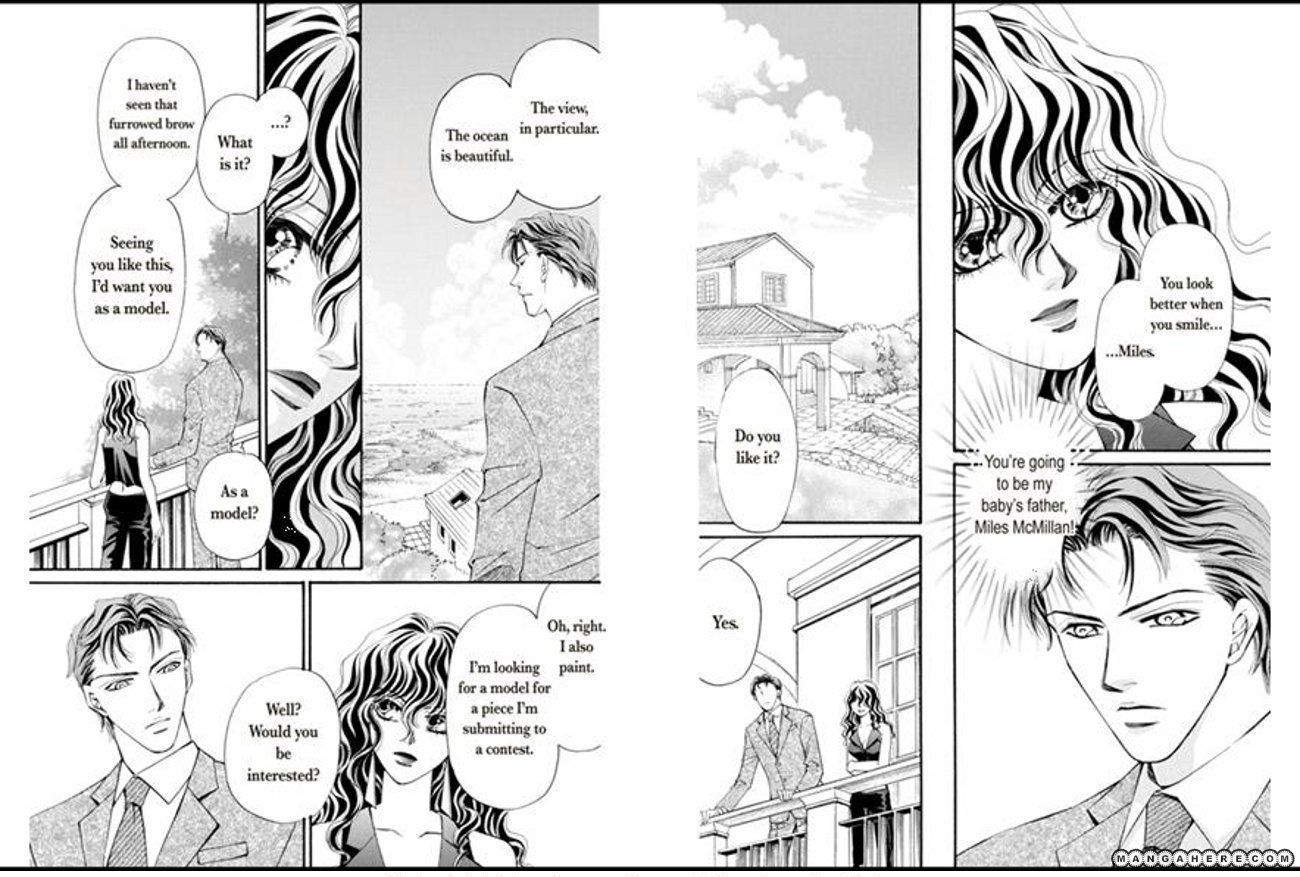 You look
better when
you smile...
...Miles.
You're going
to be my
baby's father,
Miles McMillan!
Do you
like it?
Yes.
The view,
in particular.
The ocean
is beautiful.
...?
What
is it?
I haven't
seen that
furrowed brow
all afternoon.
Seeing
you like this,
I'd want you
as a model.
As a
model?
Oh, right.
I also
paint.
I'm looking
for a model for
a piece I'm
submitting to
a contest.
Well?
Would you
be
interested?
MANGAHERE.COM